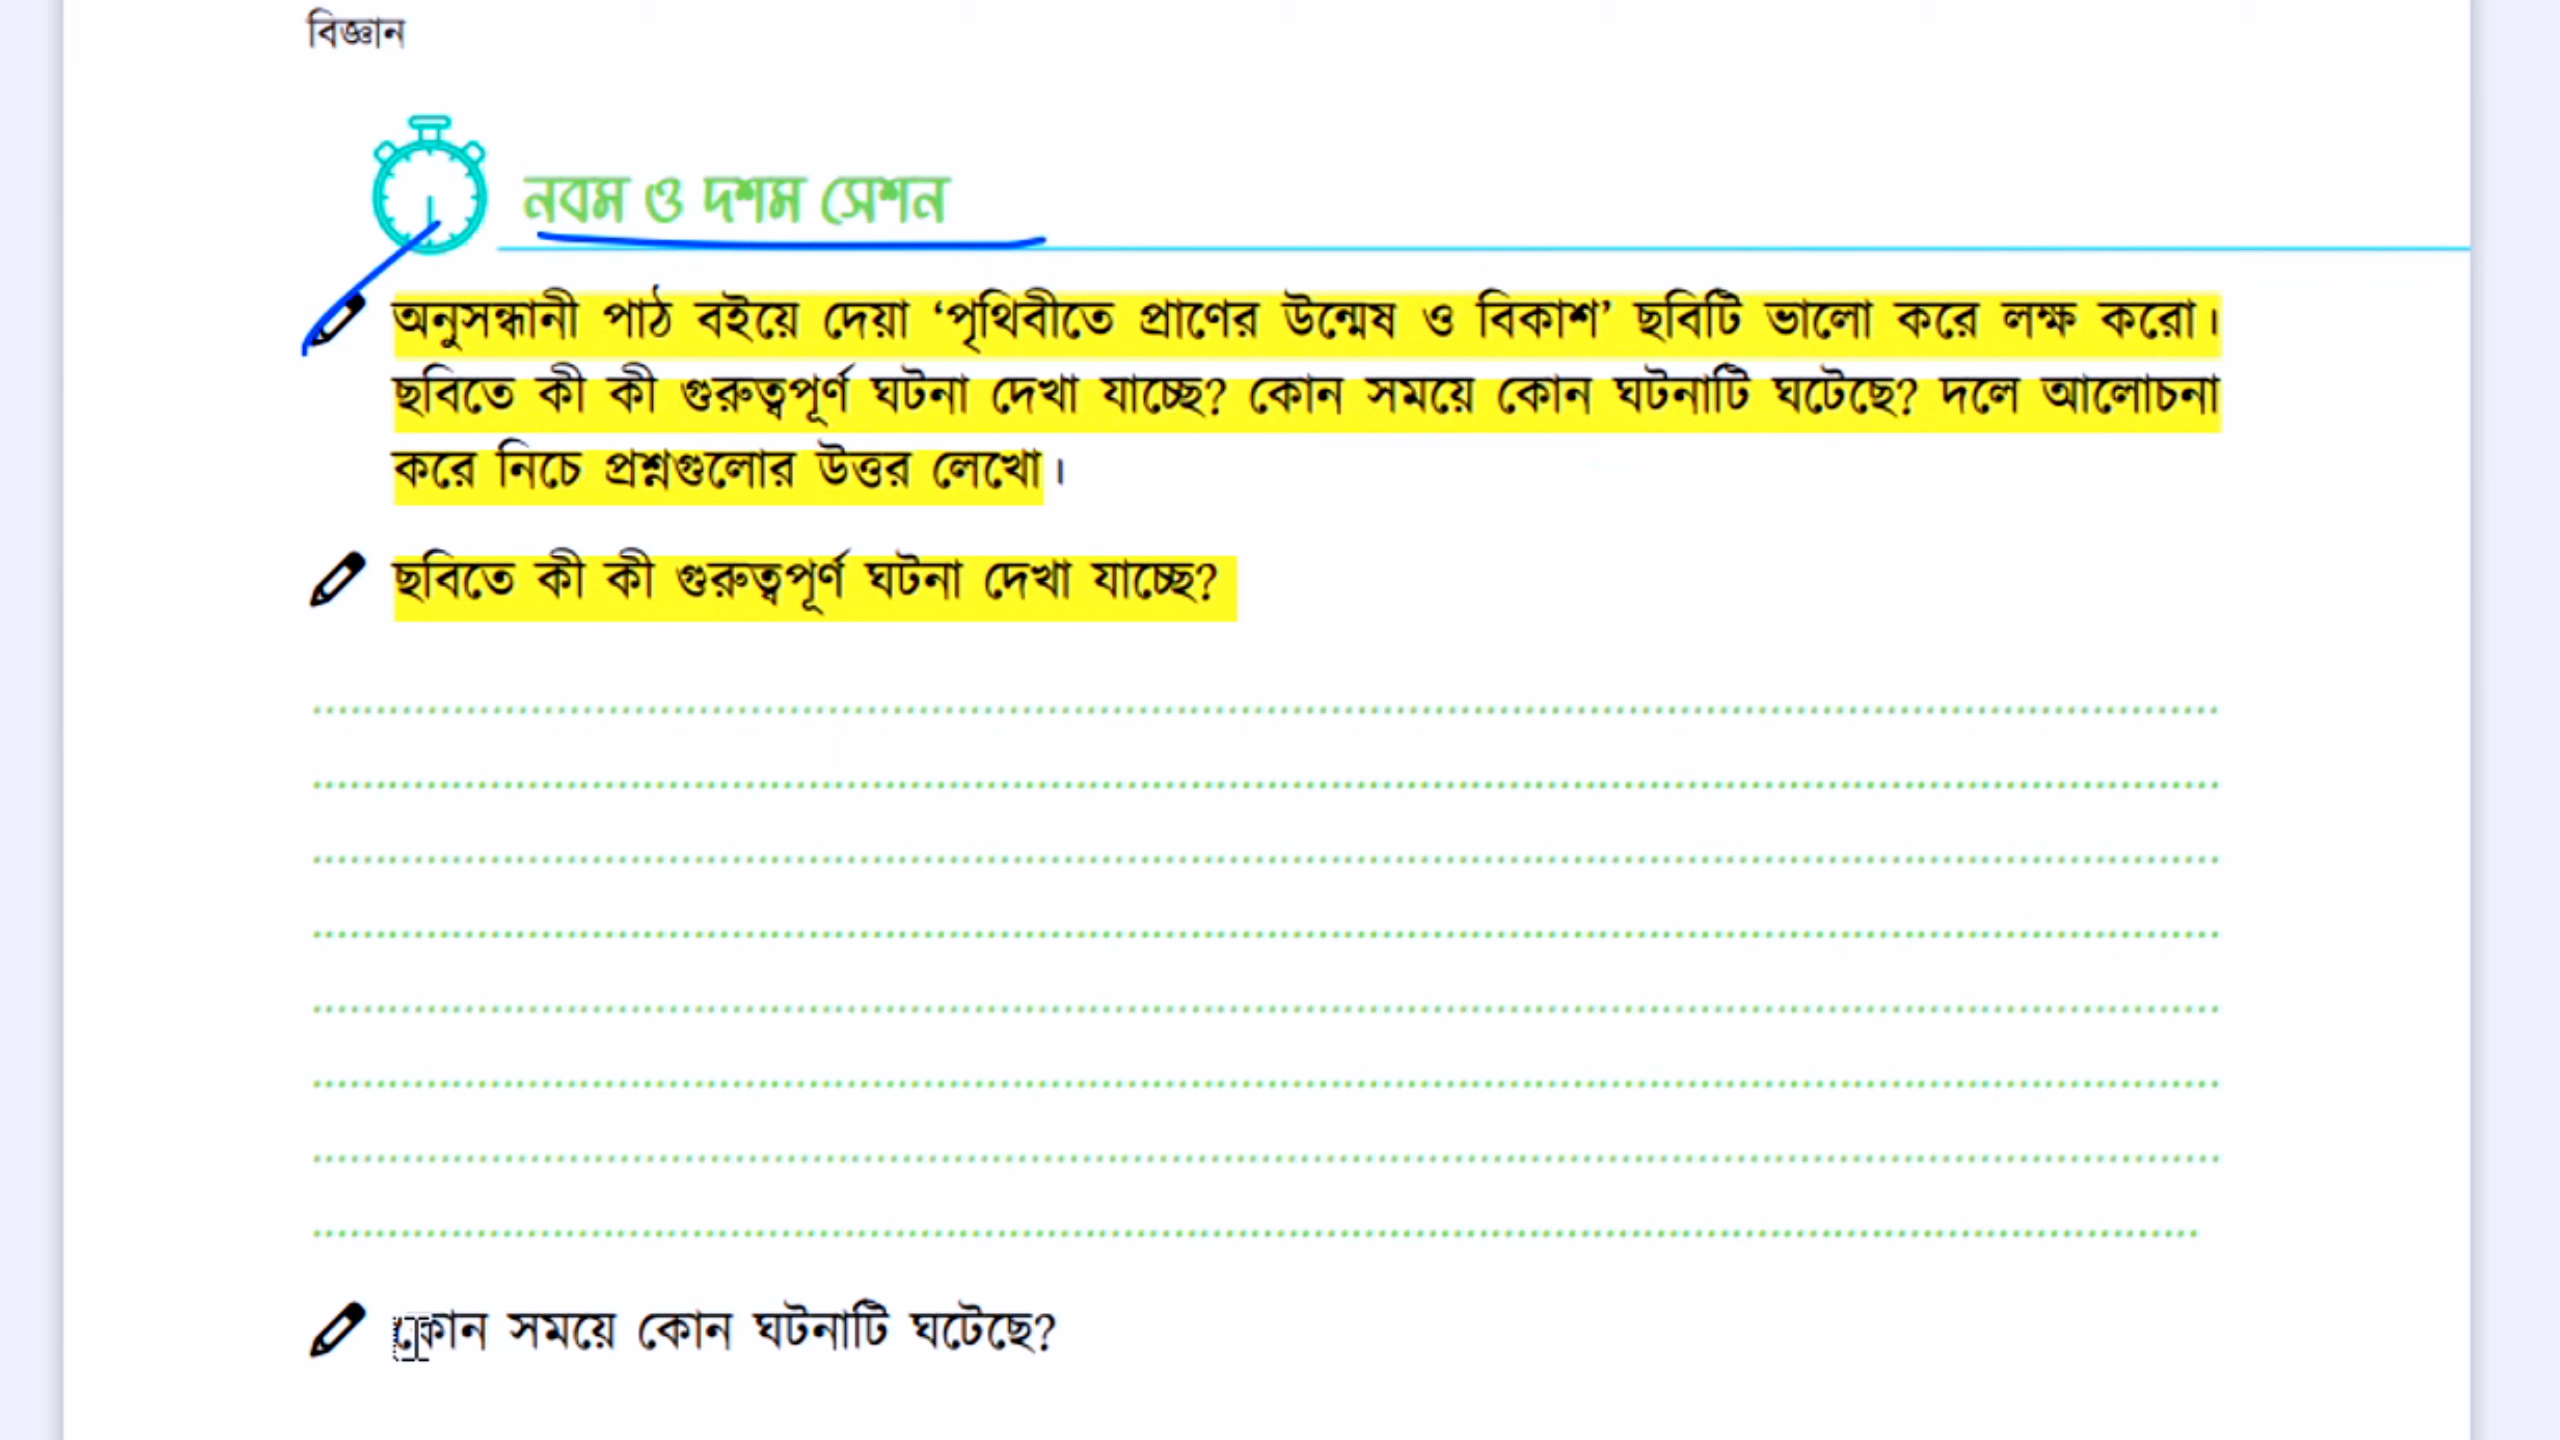 বিজ্ঞান
নবম ও দশম সেশন
অনুসন্ধানী পাঠ বইয়ে দেয়া ‘পৃথিবীতে প্রাণের উন্মেষ ও বিকাশ’ ছবিটি ভালো করে লক্ষ করো।
ছবিতে কী কী গুরুত্বপূর্ণ ঘটনা দেখা যাচ্ছে? কোন সময়ে কোন ঘটনাটি ঘটেছে? দলে আলোচনা
করে নিচে প্রশ্নগুলোর উত্তর লেখো।
ছবিতে কী কী গুরুত্বপূর্ণ ঘটনা দেখা যাচ্ছে?
কোন সময়ে কোন ঘটনাটি ঘটেছে?